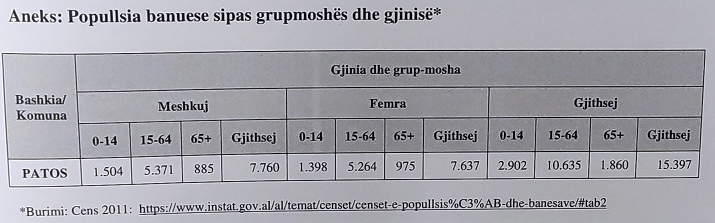 Aneks: Popullsia banuese sipas grupmoshës dhe gjinisë*
Bashkia/ Komuna
Gjinia dhe grup-mosha
Meshkuj Femra Gjithsej
0-14 15-64 65+ Gjithsej 0-14 15-64 65+ Gjithsej 0-14 15-64 65+ Gjithsej
PATOS 1.504 5.371 885 7.760 1.398 5.264 975 7.637 2.902 10.635 1.860 15.397
*Burimi: Cens 2011: https://www.instat.gov.al/al/temat/censet/censet-e-popullsis%C3%AB-dhe-banesave/#tab2